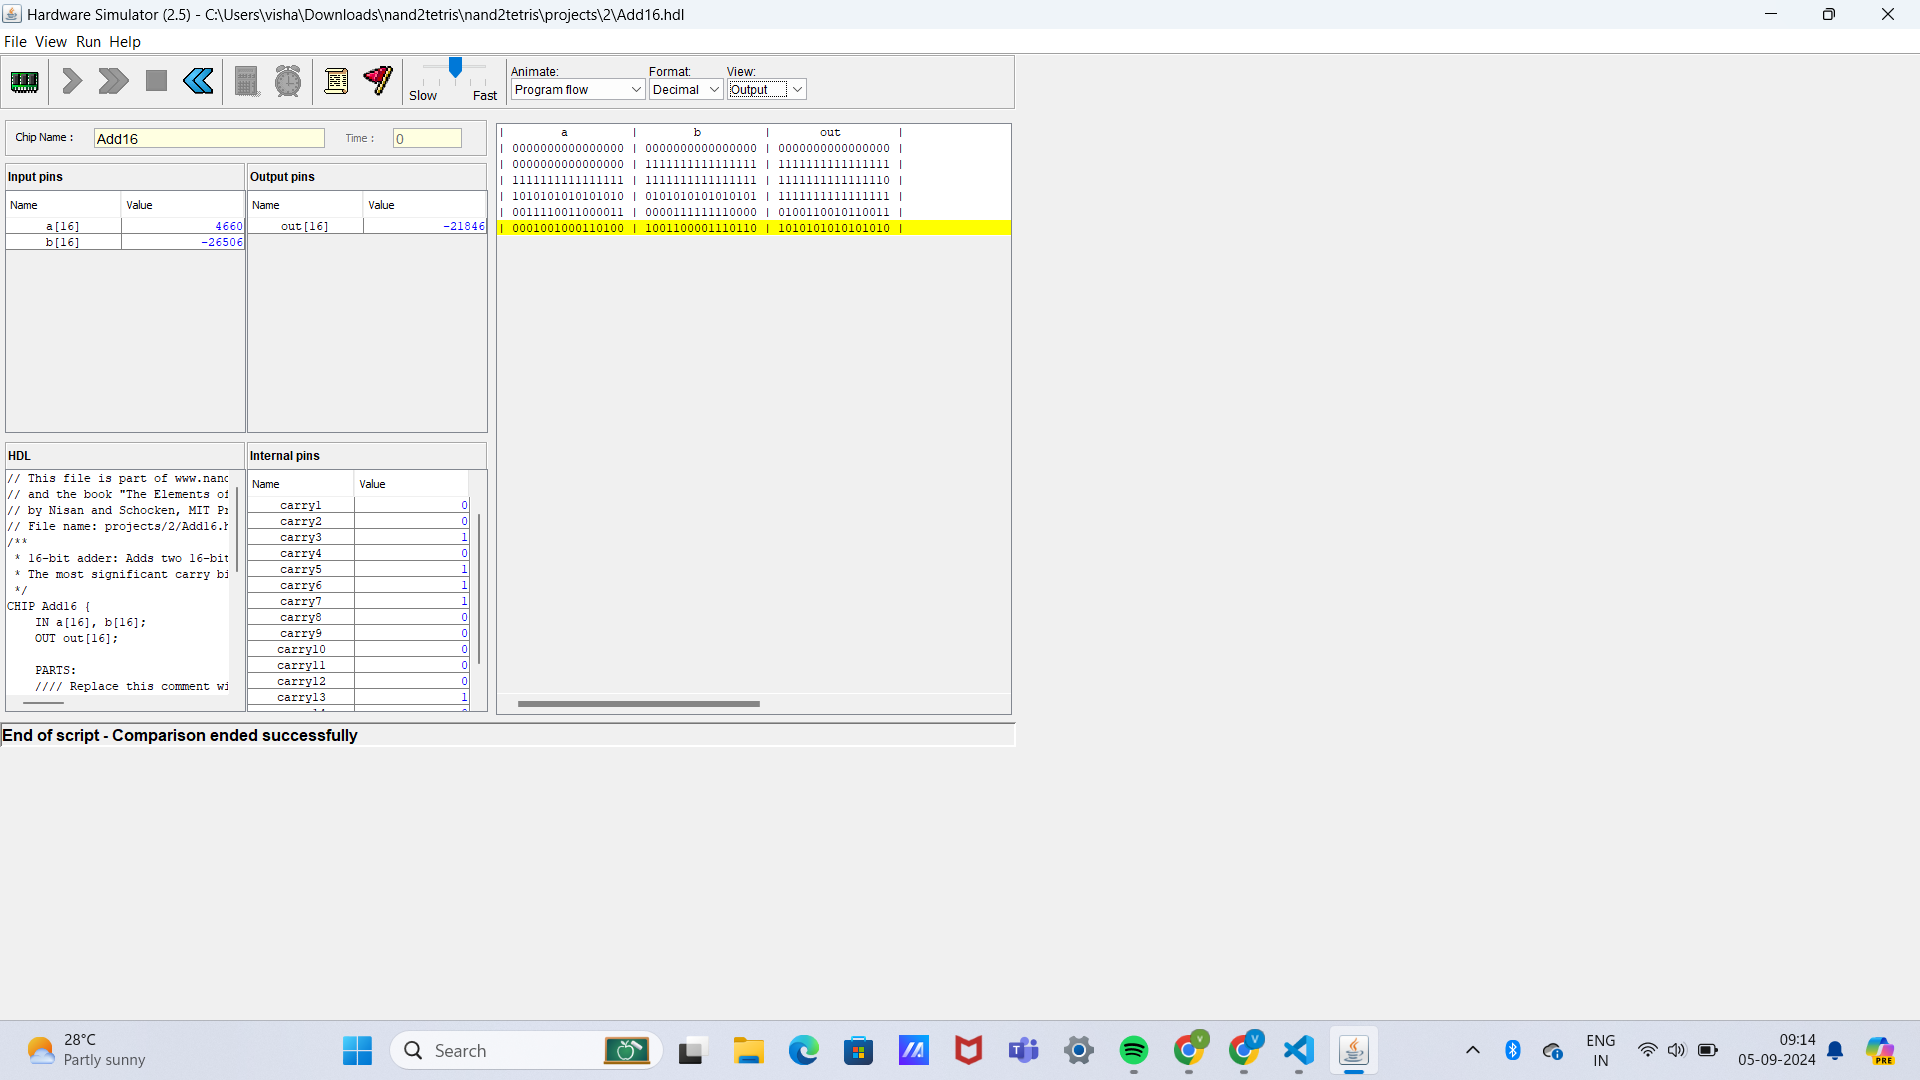 Hardware Simulator (2.5) - C:\Users\visha\Downloads\nand2tetris\nand2tetris\projects\2\Add16.hdl
File View Run Help
Slow Fast
Animate: Format: View:
Program flow Decimal Output
Chip Name : Add16 Time : 0
Input pins
Name Value
a[16] 4660
b[16] -26506
Output pins
Name Value
out[16] -21846
| a | b | out |
| 0000000000000000 | 0000000000000000 | 0000000000000000 |
| 0000000000000000 | 1111111111111111 | 1111111111111111 |
| 1111111111111111 | 1111111111111111 | 1111111111111110 |
| 1010101010101010 | 0101010101010101 | 1111111111111111 |
| 0011110011000011 | 0000111111110000 | 0100110010110011 |
| 0001001000110100 | 1001100001110110 | 1010101010101010 |
HDL
// This file is part of www.nand
// and the book "The Elements of
// by Nisan and Schocken, MIT Pr
// File name: projects/2/Add16.h
/**
* 16-bit adder: Adds two 16-bit
* The most significant carry bi
*/
CHIP Add16 {
IN a[16], b[16];
OUT out[16];
PARTS:
//// Replace this comment wi
Internal pins
Name Value
carry1 0
carry2 0
carry3 1
carry4 0
carry5 1
carry6 1
carry7 1
carry8 0
carry9 0
carry10 0
carry11 0
carry12 0
carry13 1
End of script - Comparison ended successfully
28°C
Partly sunny
Search
V
V
PRE
ENG
IN
09:14
05-09-2024